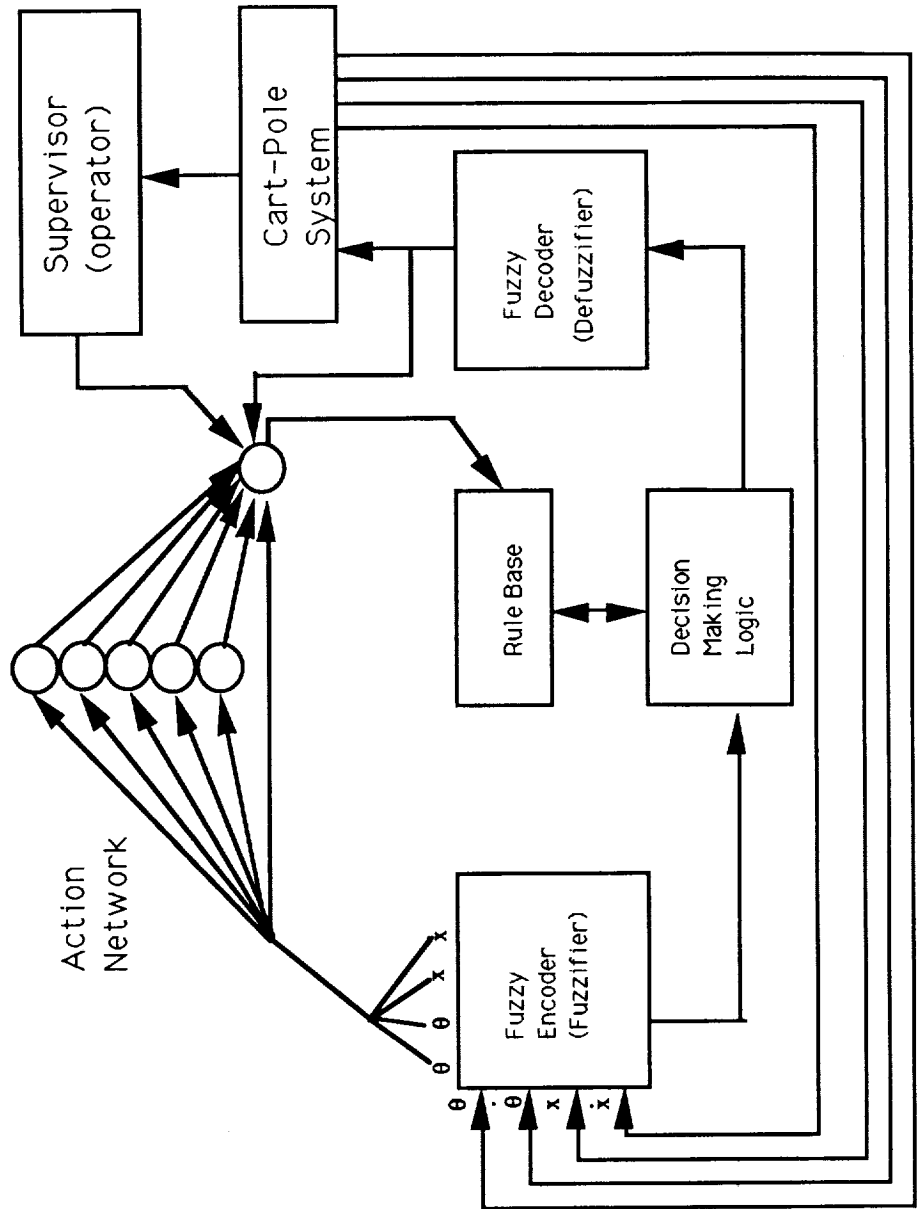 Supervisor
(operator)
Cart-Pole
System
Fuzzy
Decoder
(Defuzzifier)
Action
Network
Rule Base
Decision
Making
Logic
θ θ x x
Fuzzy
Encoder
(Fuzzifier)
θ
θ̇
x
ẋ